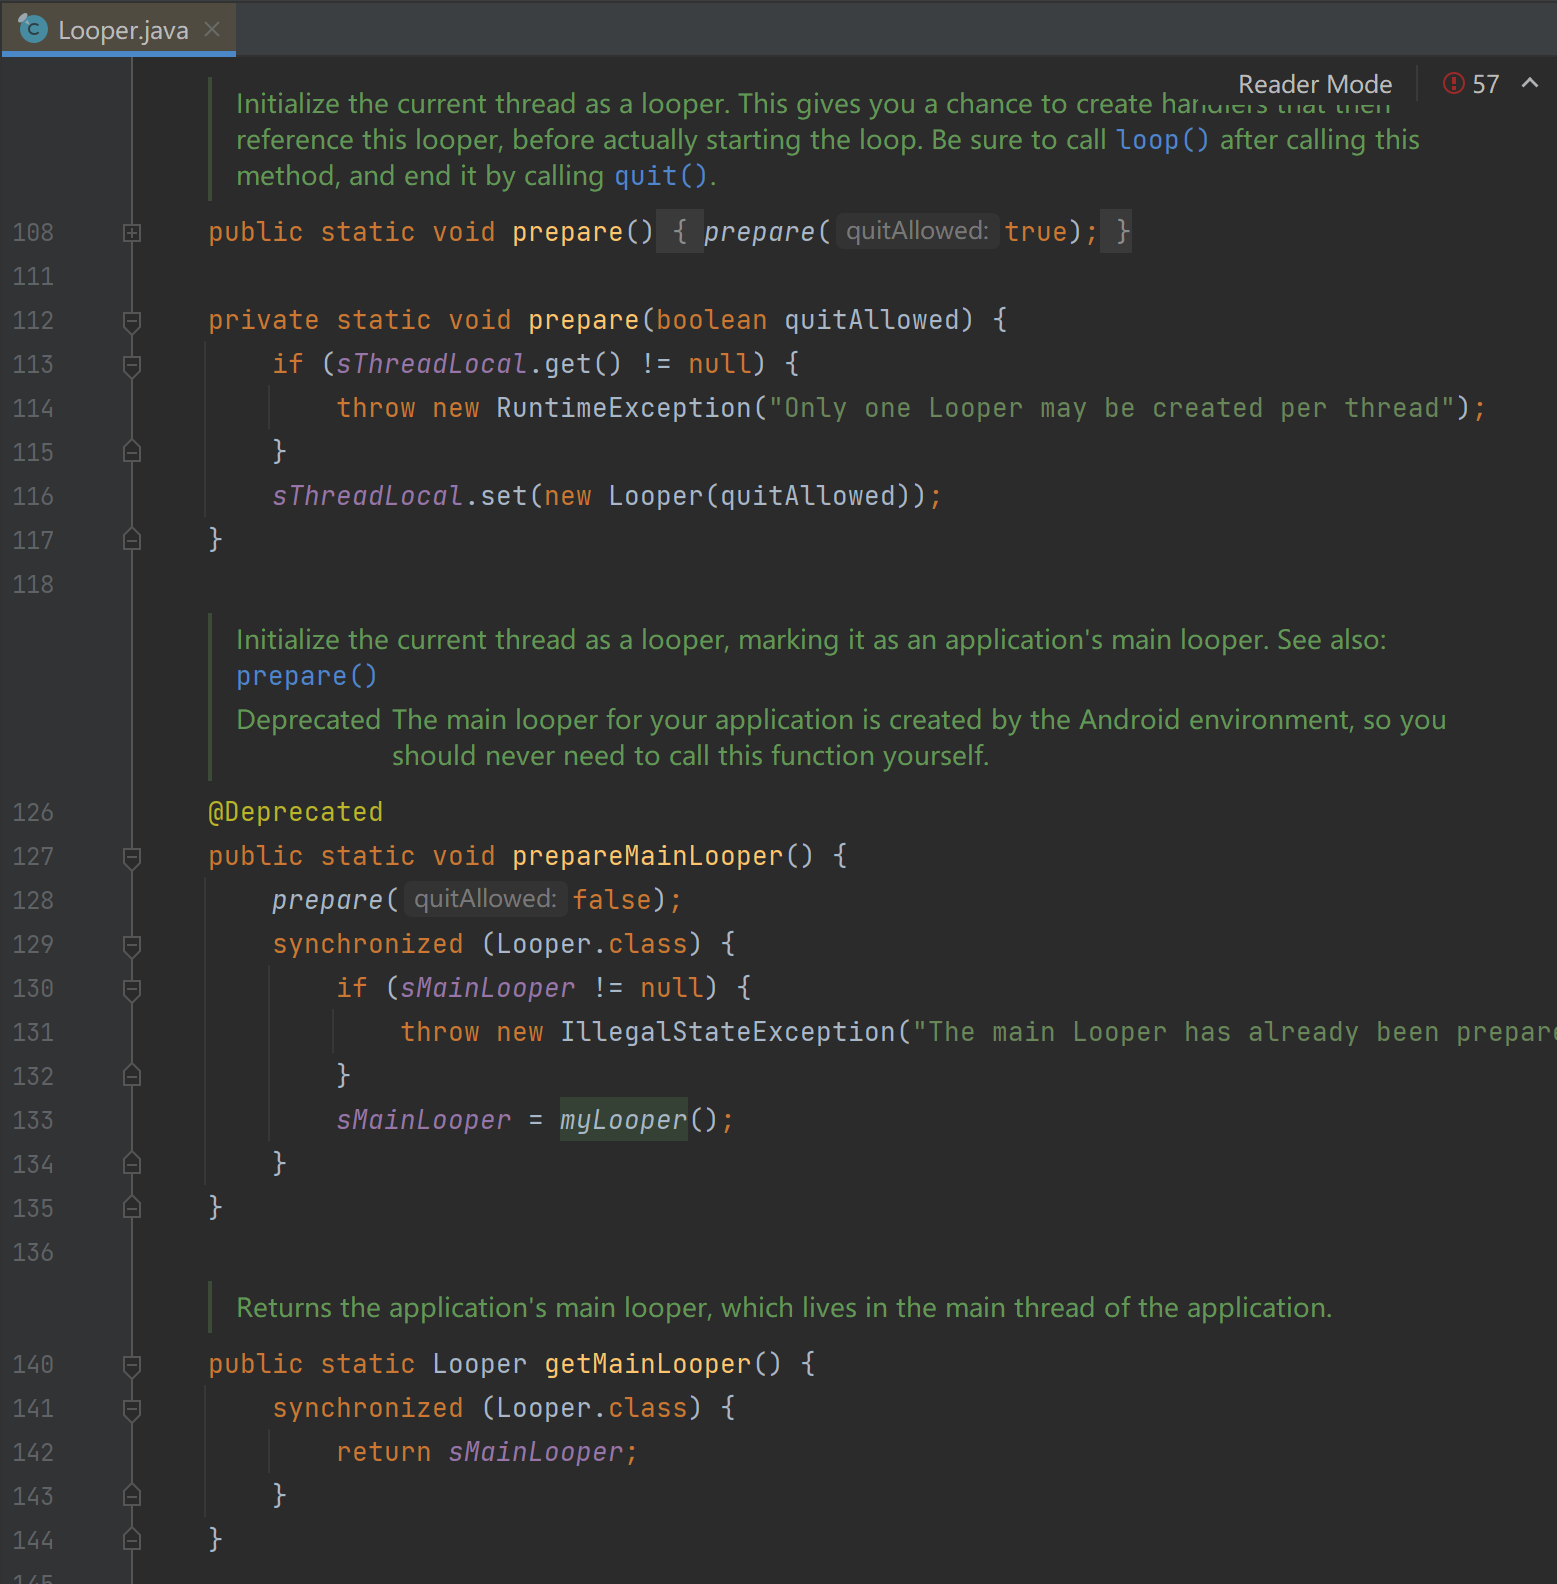 Looper.java
Reader Mode 57
Initialize the current thread as a looper. This gives you a chance to create handlers that then
reference this looper, before actually starting the loop. Be sure to call loop() after calling this
method, and end it by calling quit().
108 public static void prepare() { prepare( quitAllowed: true); }
111
112 private static void prepare(boolean quitAllowed) {
113 if (sThreadLocal.get() != null) {
114 throw new RuntimeException("Only one Looper may be created per thread");
115 }
116 sThreadLocal.set(new Looper(quitAllowed));
117 }
118
Initialize the current thread as a looper, marking it as an application's main looper. See also:
prepare()
Deprecated The main looper for your application is created by the Android environment, so you
should never need to call this function yourself.
126 @Deprecated
127 public static void prepareMainLooper() {
128 prepare( quitAllowed: false);
129 synchronized (Looper.class) {
130 if (sMainLooper != null) {
131 throw new IllegalStateException("The main Looper has already been prepare
132 }
133 sMainLooper = myLooper();
134 }
135 }
136
Returns the application's main looper, which lives in the main thread of the application.
140 public static Looper getMainLooper() {
141 synchronized (Looper.class) {
142 return sMainLooper;
143 }
144 }
145